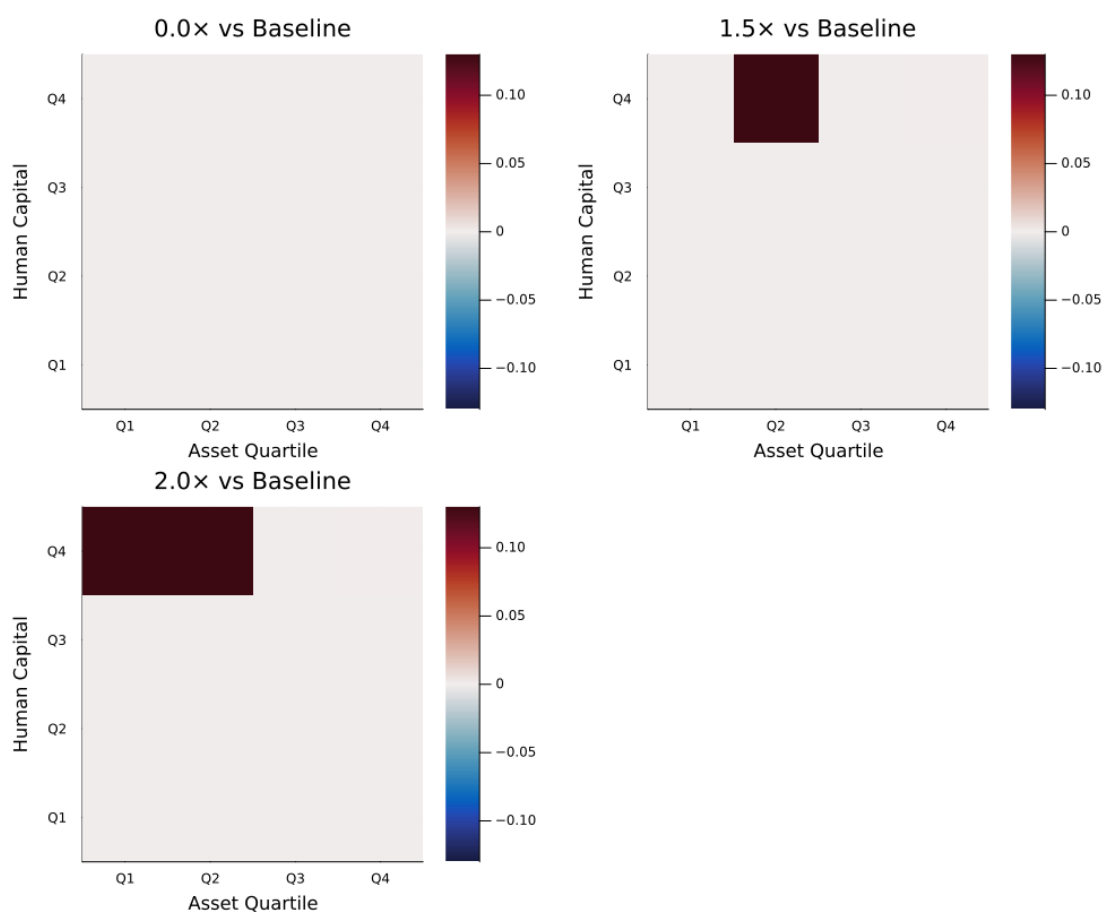 0.0× vs Baseline
Human Capital
Q4
Q3
Q2
Q1
Q1 Q2 Q3 Q4
Asset Quartile
0.10
0.05
0
−0.05
−0.10
1.5× vs Baseline
Human Capital
Q4
Q3
Q2
Q1
Q1 Q2 Q3 Q4
Asset Quartile
0.10
0.05
0
−0.05
−0.10
2.0× vs Baseline
Human Capital
Q4
Q3
Q2
Q1
Q1 Q2 Q3 Q4
Asset Quartile
0.10
0.05
0
−0.05
−0.10